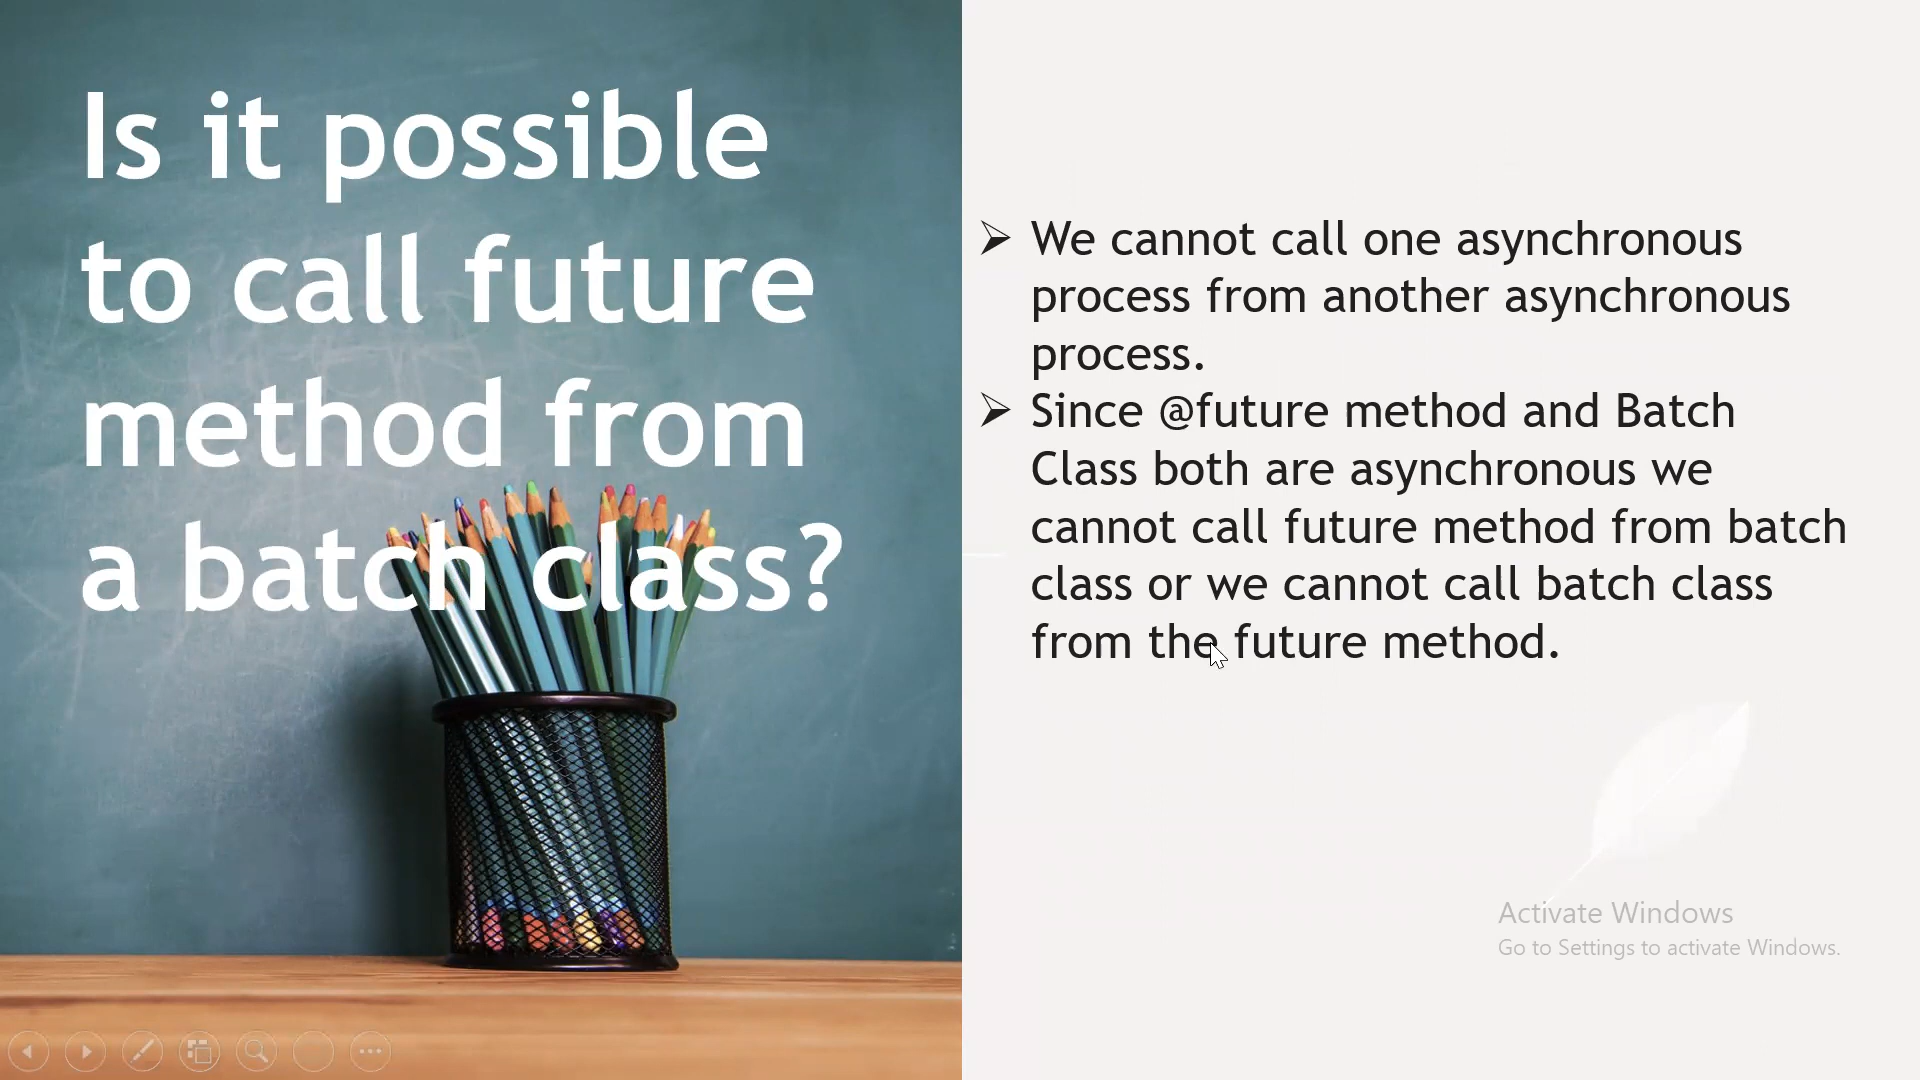 Is it possible
to call future
method from
a batch class?
We cannot call one asynchronous
process from another asynchronous
process.
Since @future method and Batch
Class both are asynchronous we
cannot call future method from batch
class or we cannot call batch class
from the future method.
Activate Windows
Go to Settings to activate Windows.